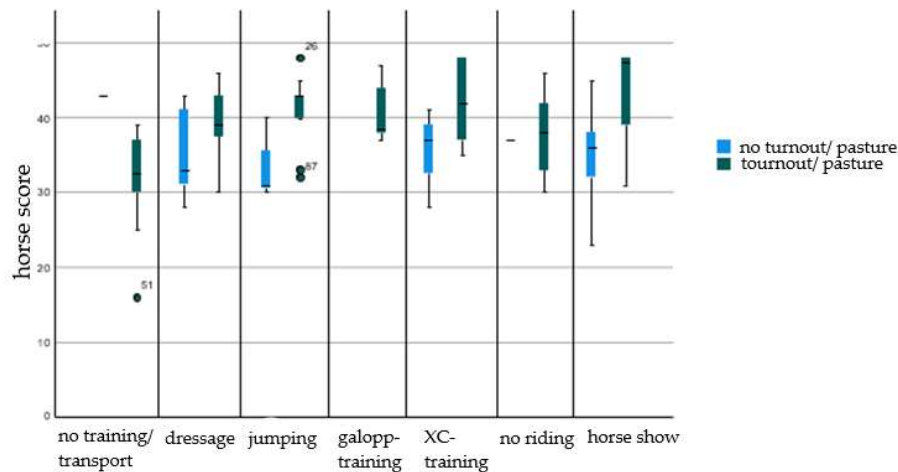 horse score
40
30
20
10
0
26
87
51
no training/
transport
dressage
jumping
galopp-
training
XC-
training
no riding
horse show
no turnout/ pasture
tournout/ pasture